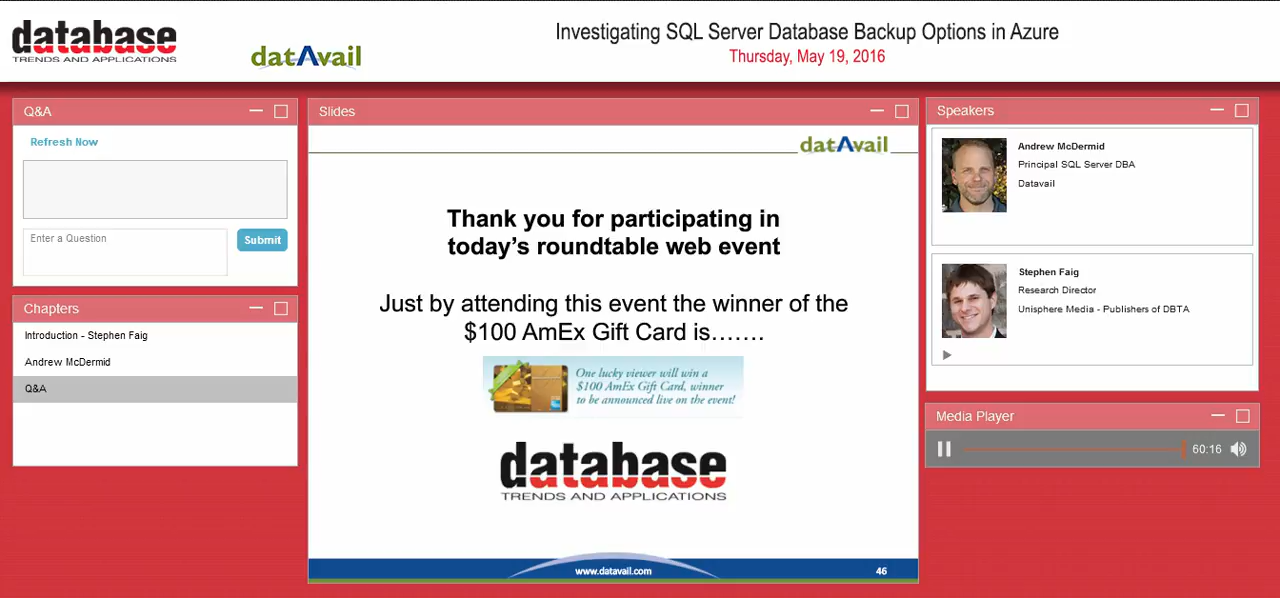 database
TRENDS AND APPLICATIONS
datAvail
Investigating SQL Server Database Backup Options in Azure
Thursday, May 19, 2016
Q&A
Refresh Now
Enter a Question
Submit
Chapters
Introduction - Stephen Faig
Andrew McDermid
Q&A
Slides
datAvail
Thank you for participating in
today's roundtable web event
Just by attending this event the winner of the
$100 AmEx Gift Card is…….
One lucky viewer will win a
$100 AmEx Gift Card, winner
to be announced live on the event!
database
TRENDS AND APPLICATIONS
www.datavail.com
46
Speakers
Andrew McDermid
Principal SQL Server DBA
Datavail
Stephen Faig
Research Director
Unisphere Media - Publishers of DBTA
Media Player
60:16